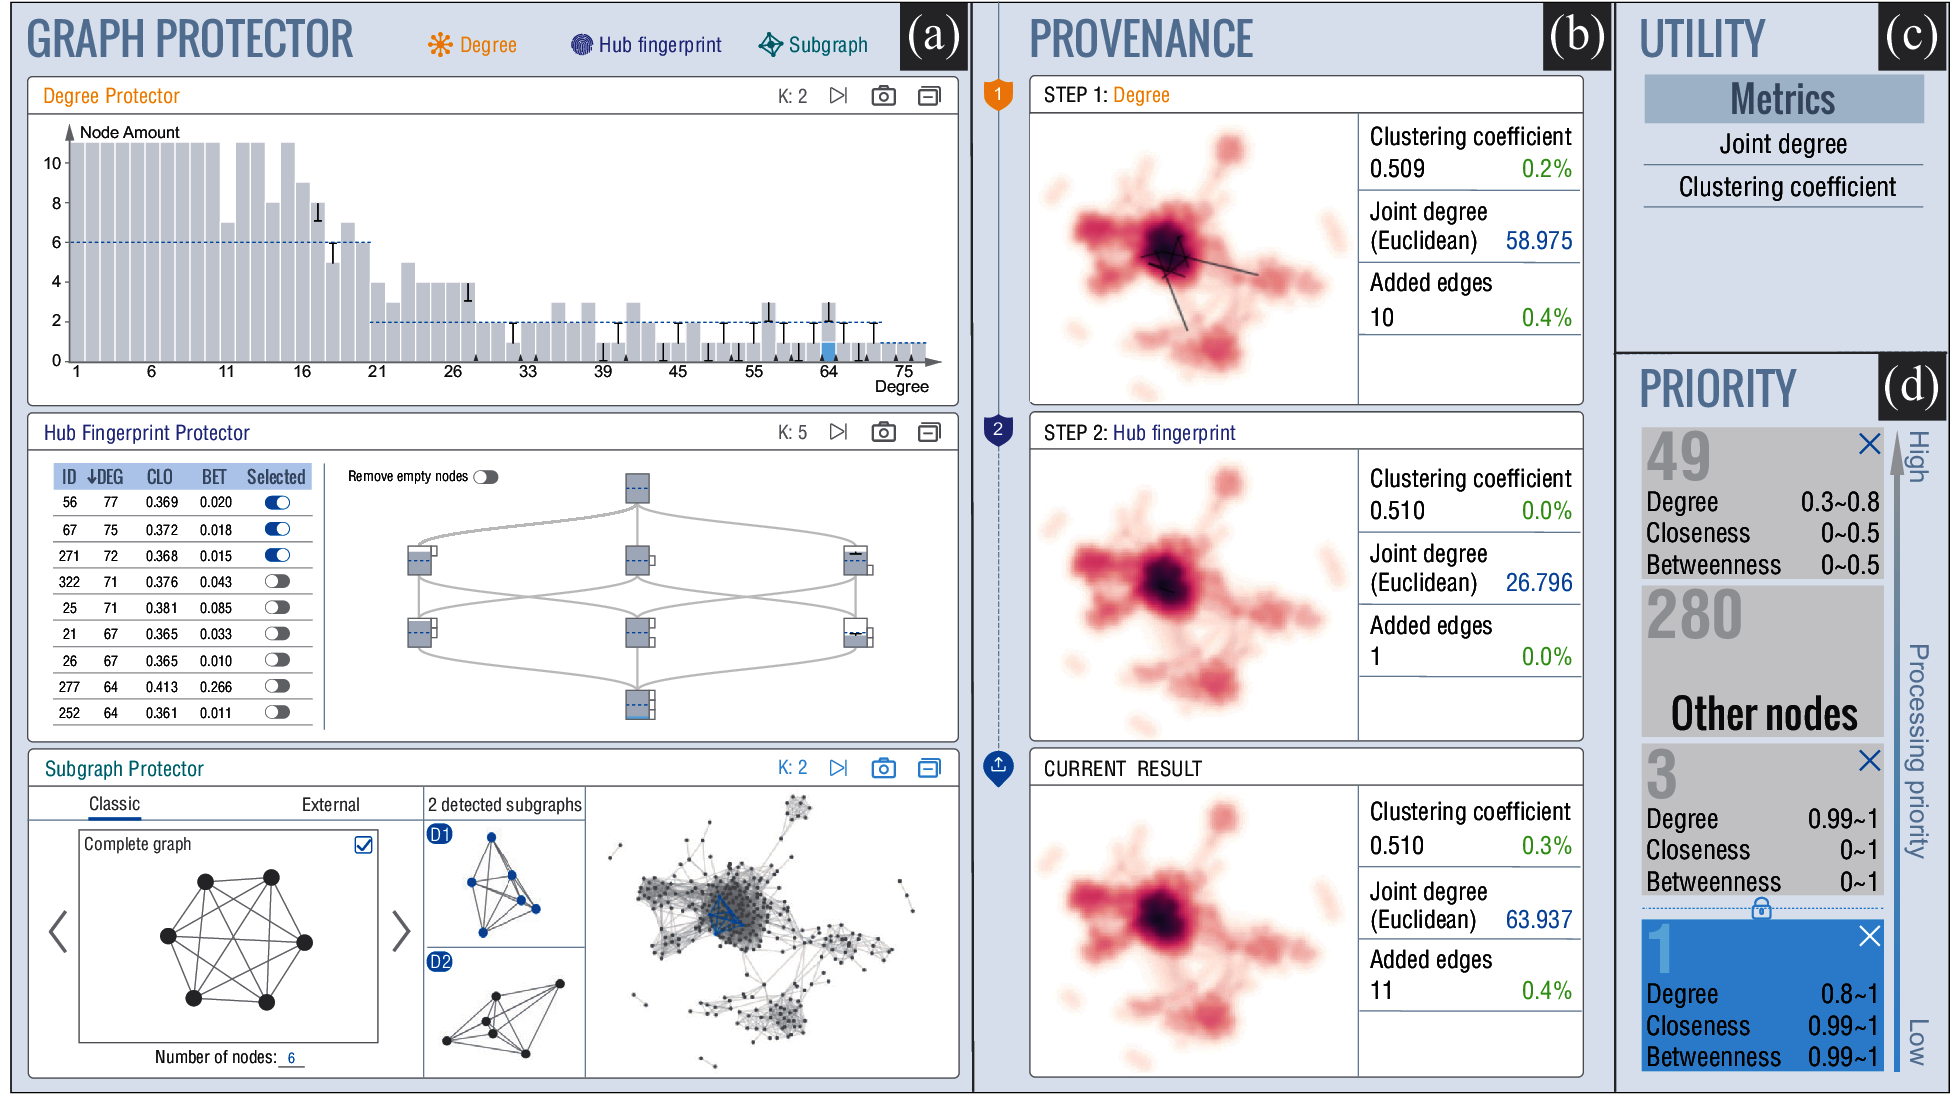 GRAPH PROTECTOR
Degree
Hub fingerprint
Subgraph
(a)
Degree Protector
K: 2
Node Amount
10
8
6
4
2
0
1 6 11 16 21 26 33 39 45 55 64 75
Degree
Hub Fingerprint Protector
K: 5
ID ↓DEG CLO BET Selected
56 77 0.369 0.020
67 75 0.372 0.018
271 72 0.368 0.015
322 71 0.376 0.043
25 71 0.381 0.085
21 67 0.365 0.033
26 67 0.365 0.010
277 64 0.413 0.266
252 64 0.361 0.011
Remove empty nodes
Subgraph Protector
K: 2
Classic
External
2 detected subgraphs
Complete graph
Number of nodes: 6
D1
D2
PROVENANCE
(b)
1
STEP 1: Degree
Clustering coefficient
0.509 0.2%
Joint degree
(Euclidean) 58.975
Added edges
10 0.4%
2
STEP 2: Hub fingerprint
Clustering coefficient
0.510 0.0%
Joint degree
(Euclidean) 26.796
Added edges
1 0.0%
CURRENT RESULT
Clustering coefficient
0.510 0.3%
Joint degree
(Euclidean) 63.937
Added edges
11 0.4%
UTILITY
(c)
Metrics
Joint degree
Clustering coefficient
PRIORITY
(d)
49
Degree 0.3~0.8
Closeness 0~0.5
Betweenness 0~0.5
280
Other nodes
3
Degree 0.99~1
Closeness 0~1
Betweenness 0~1
1
Degree 0.8~1
Closeness 0.99~1
Betweenness 0.99~1
High
Processing priority
Low